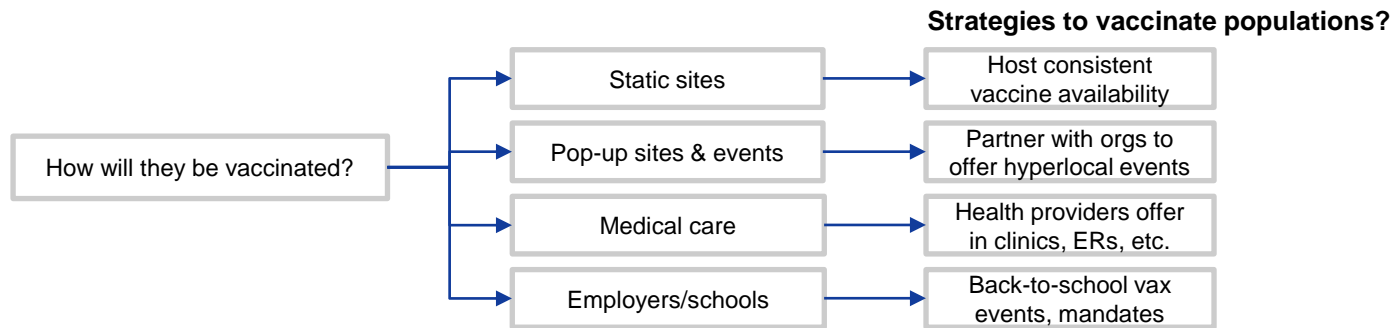 Strategies to vaccinate populations?
How will they be vaccinated?
Static sites
Host consistent
vaccine availability
Pop-up sites & events
Partner with orgs to
offer hyperlocal events
Medical care
Health providers offer
in clinics, ERs, etc.
Employers/schools
Back-to-school vax
events, mandates